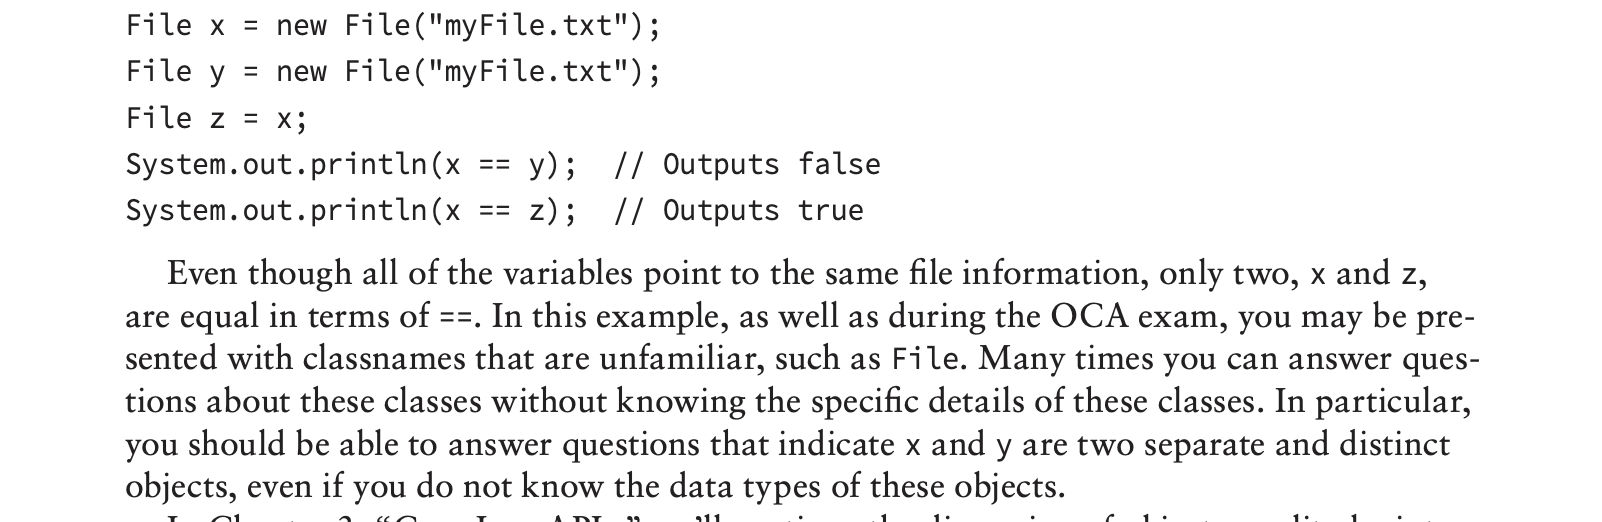 File x = new File("myFile.txt");
File y = new File("myFile.txt");
File z = x;
System.out.println(x == y);  // Outputs false
System.out.println(x == z);  // Outputs true
Even though all of the variables point to the same file information, only two, x and z,
are equal in terms of ==. In this example, as well as during the OCA exam, you may be pre-
sented with classnames that are unfamiliar, such as File. Many times you can answer ques-
tions about these classes without knowing the specific details of these classes. In particular,
you should be able to answer questions that indicate x and y are two separate and distinct
objects, even if you do not know the data types of these objects.